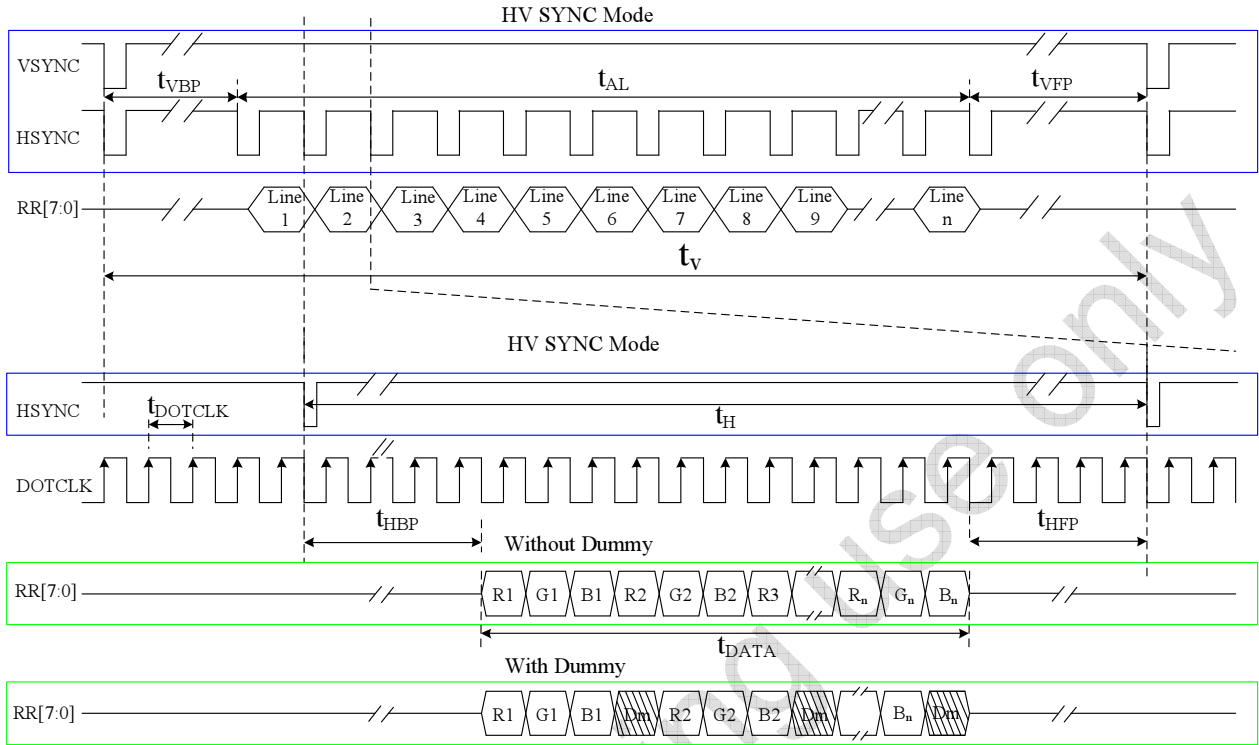 HV SYNC Mode
VSYNC
tVBP
tAL
tVFP
HSYNC
RR[7:0]
Line 1
Line 2
Line 3
Line 4
Line 5
Line 6
Line 7
Line 8
Line 9
Line n
tV
HV SYNC Mode
HSYNC
tDOTCLK
tH
DOTCLK
tHBP
tHFP
Without Dummy
RR[7:0]
R1 G1 B1 R2 G2 B2 R3 Rn Gn Bn
tDATA
With Dummy
RR[7:0]
R1 G1 B1 Dm R2 G2 B2 Dm Bn Dm
ng use only